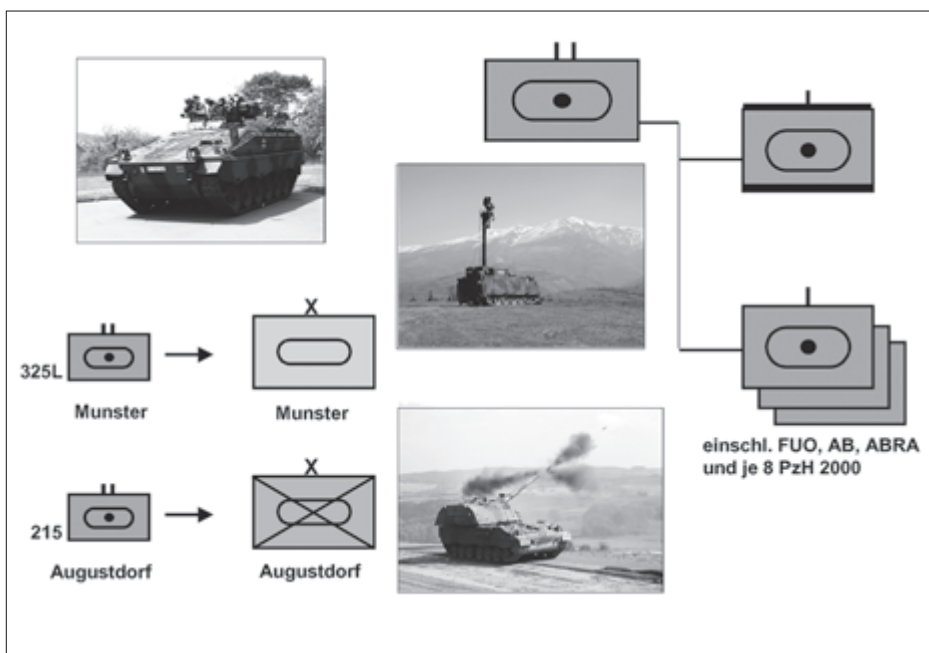 325L
Munster
X
Munster
215
Augustdorf
X
Augustdorf
einschl. FUO, AB, ABRA
und je 8 PzH 2000